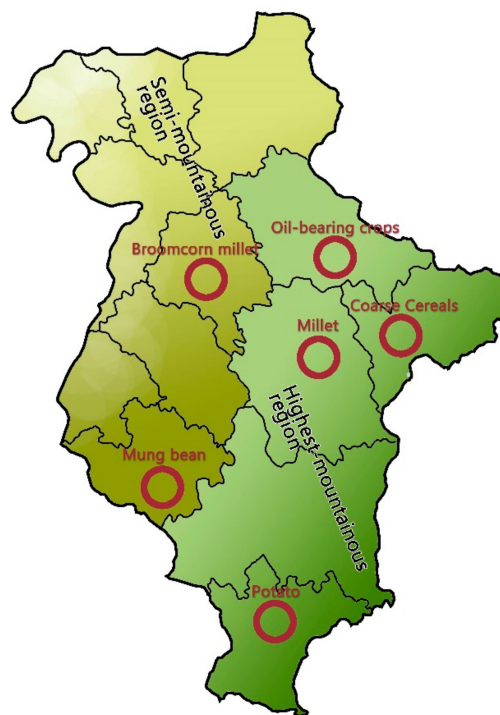 Semi-mountainous
region
Oil-bearing crops
Broomcorn millet
Coarse Cereals
Millet
Highest-mountainous
region
Mung bean
Potato